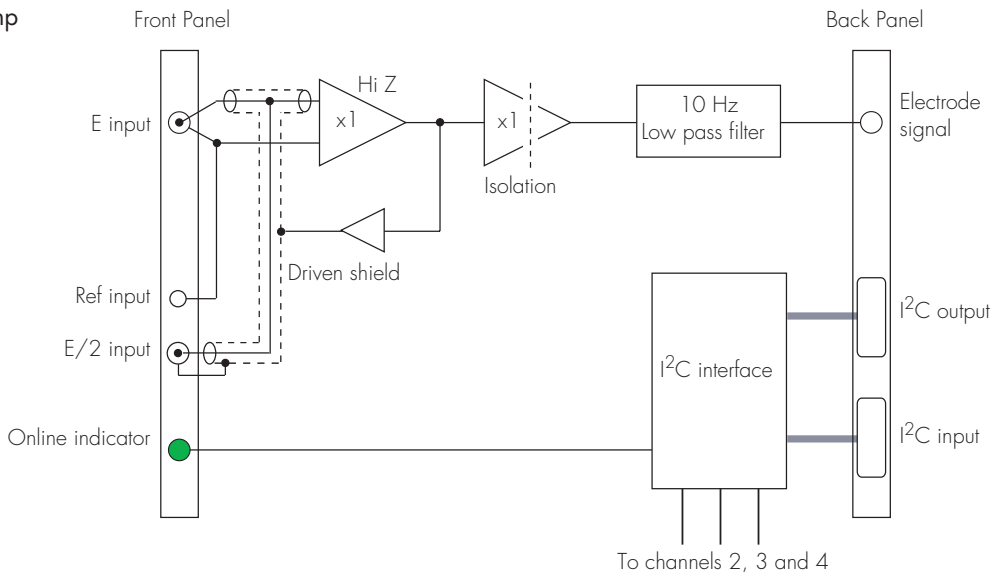 Front Panel
Back Panel
E input
Hi Z
x1
x1
Isolation
10 Hz
Low pass filter
Electrode
signal
Driven shield
Ref input
E/2 input
I²C interface
I²C output
I²C input
Online indicator
To channels 2, 3 and 4